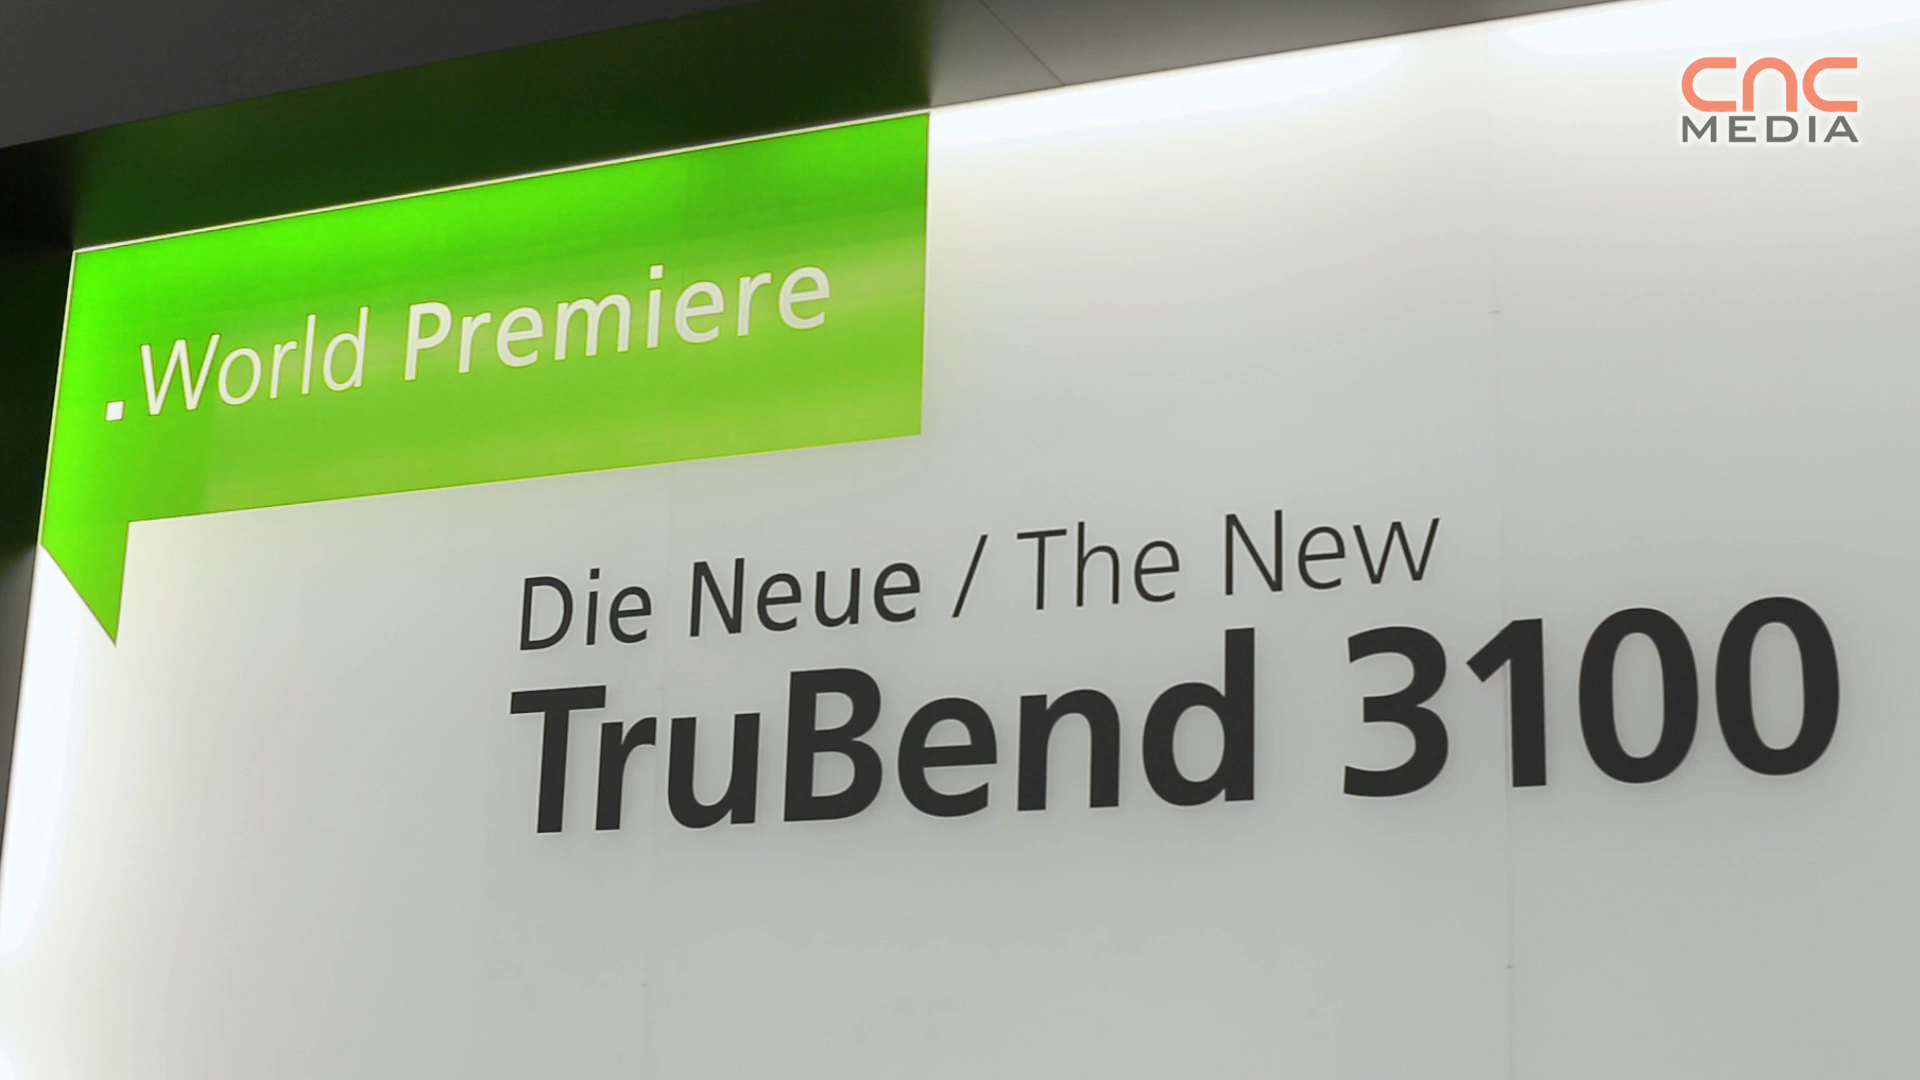 CNC
MEDIA
.World Premiere
Die Neue / The New
TruBend 3100